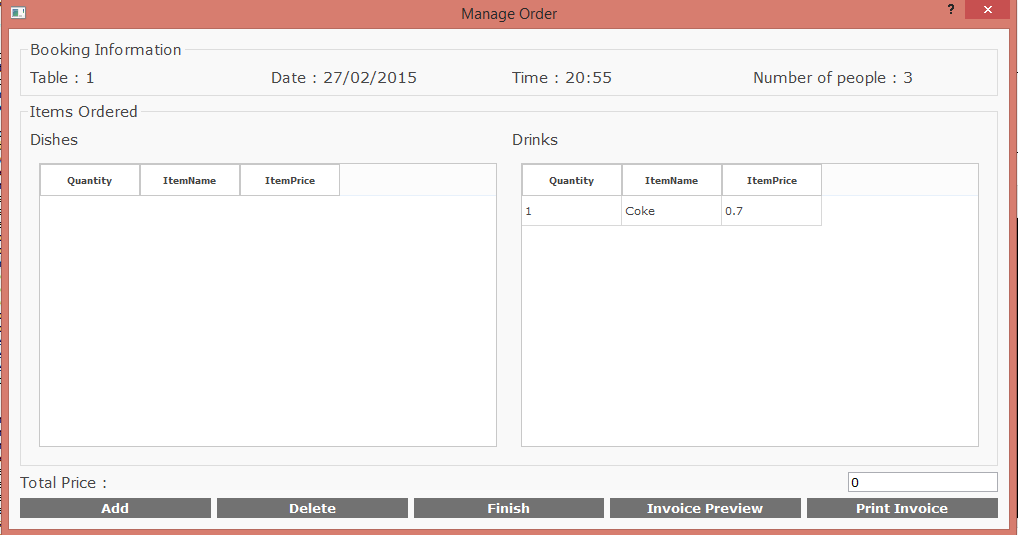 Manage Order
?
Booking Information
Table : 1 Date : 27/02/2015 Time : 20:55 Number of people : 3
Items Ordered
Dishes Drinks
Quantity ItemName ItemPrice Quantity ItemName ItemPrice
1 Coke 0.7
Total Price : 0
Add Delete Finish Invoice Preview Print Invoice